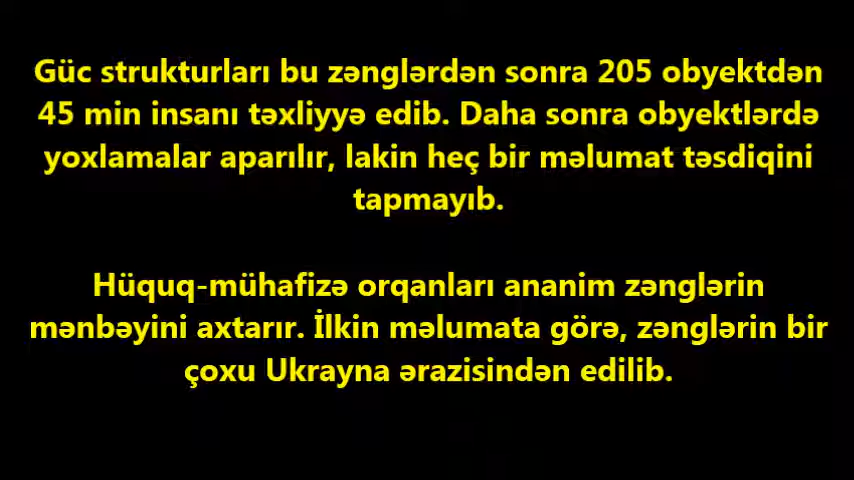 Güc strukturları bu zənglərdən sonra 205 obyektdən
45 min insanı təxliyyə edib. Daha sonra obyektlərdə
yoxlamalar aparılır, lakin heç bir məlumat təsdiqini
tapmayıb.
Hüquq-mühafizə orqanları ananim zənglərin
mənbəyini axtarır. İlkin məlumata görə, zənglərin bir
çoxu Ukrayna ərazisindən edilib.